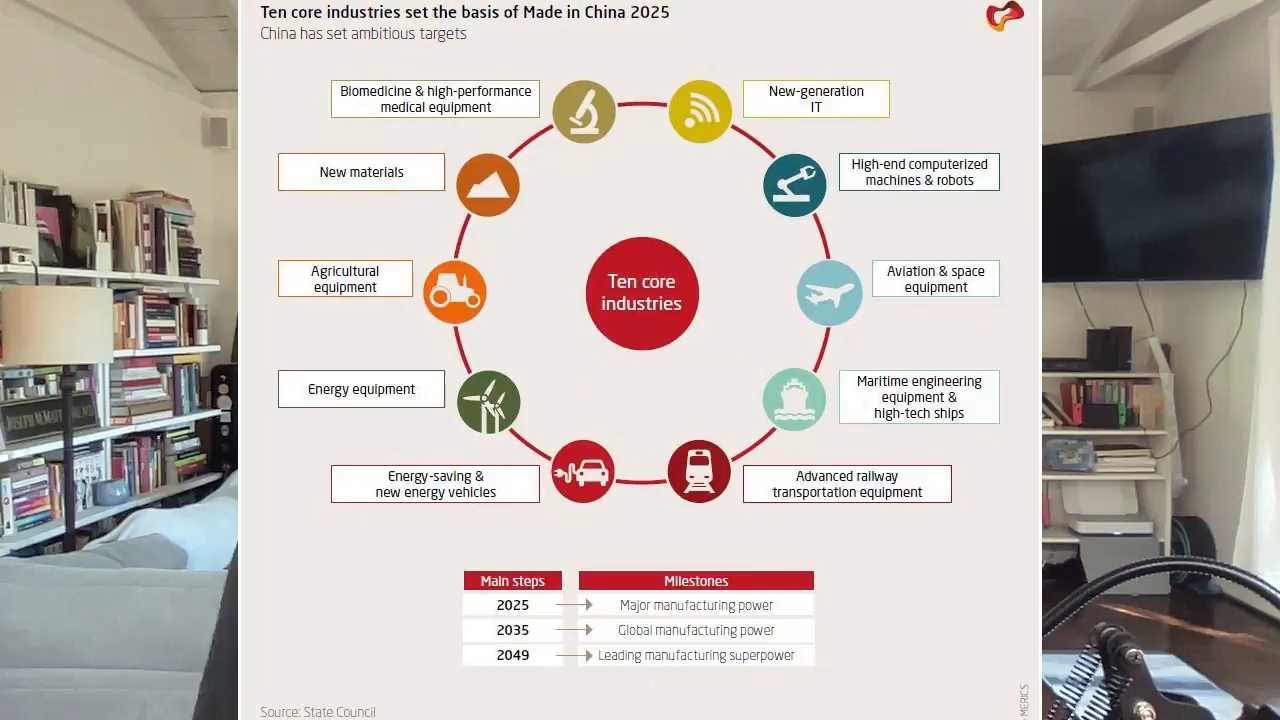 Ten core industries set the basis of Made in China 2025
China has set ambitious targets
Biomedicine & high-performance
medical equipment
New-generation
IT
New materials
High-end computerized
machines & robots
Agricultural
equipment
Ten core
industries
Aviation & space
equipment
Energy equipment
Maritime engineering
equipment &
high-tech ships
Energy-saving &
new energy vehicles
Advanced railway
transportation equipment
Main steps
Milestones
2025
Major manufacturing power
2035
Global manufacturing power
2049
Leading manufacturing superpower
Source: State Council
MERICS